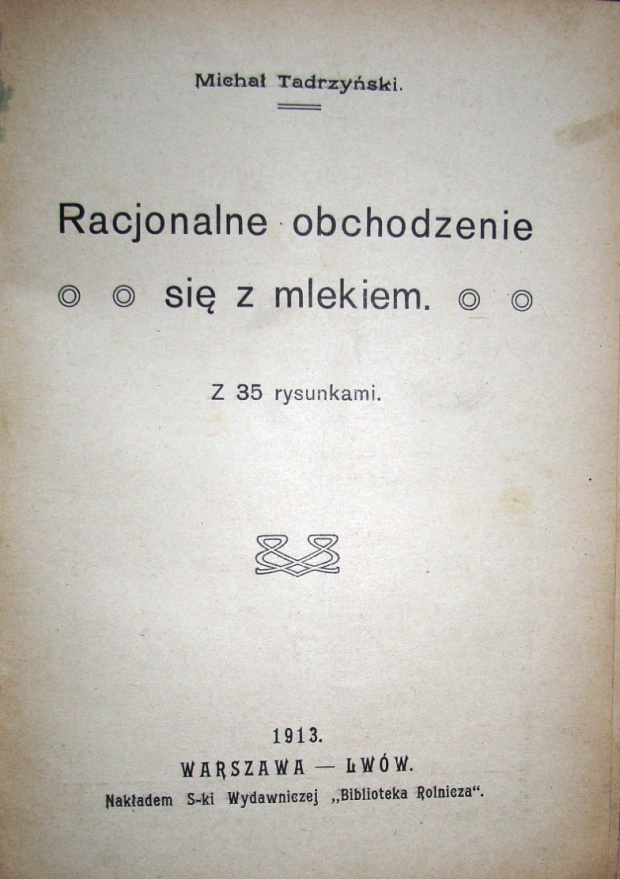 Michał Tadrzyński.
Racjonalne obchodzenie
się z mlekiem.
Z 35 rysunkami.
1913.
WARSZAWA — LWÓW.
Nakładem S-ki Wydawniczej „Biblioteka Rolnicza“.